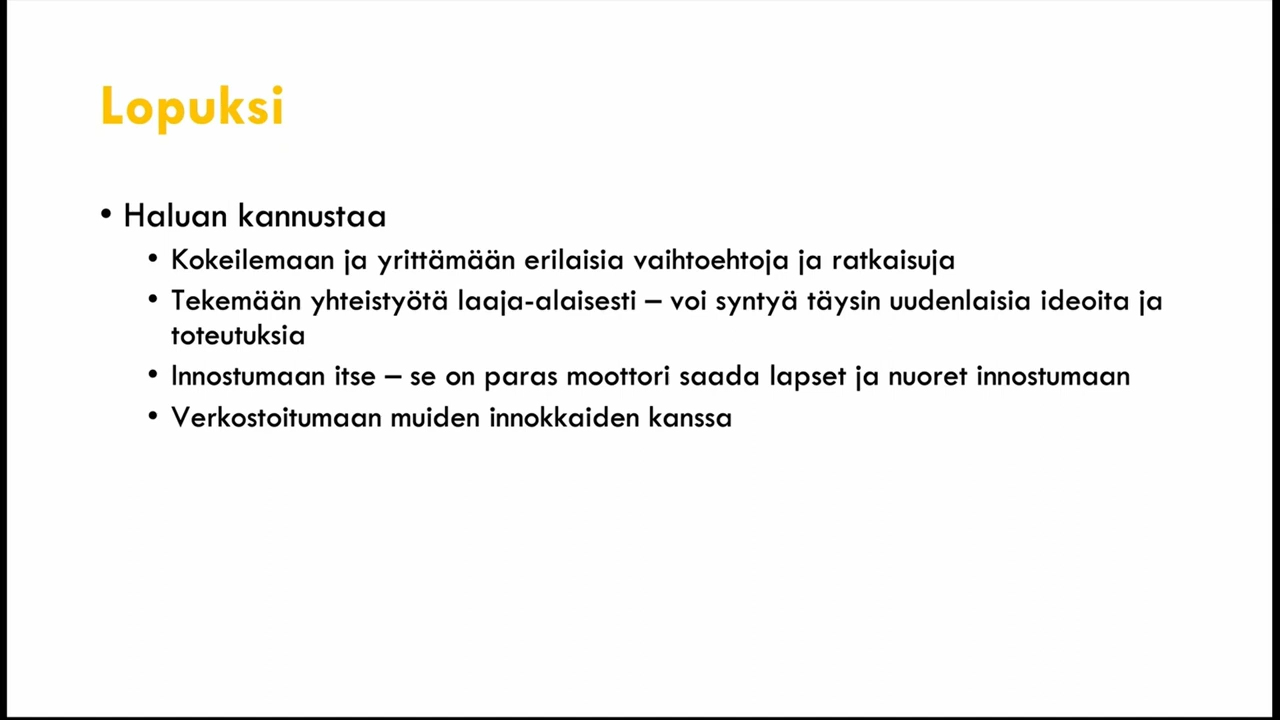 Lopuksi
• Haluan kannustaa
• Kokeilemaan ja yrittämään erilaisia vaihtoehtoja ja ratkaisuja
• Tekemään yhteistyötä laaja-alaisesti – voi syntyä täysin uudenlaisia ideoita ja
toteutuksia
• Innostumaan itse – se on paras moottori saada lapset ja nuoret innostumaan
• Verkostoitumaan muiden innokkaiden kanssa